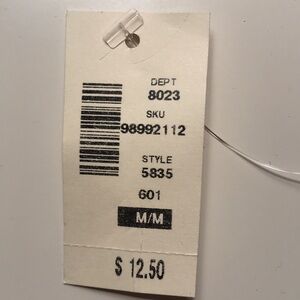 DEPT
8023
SKU
98992112
STYLE
5835
601
M/M
$ 12.50